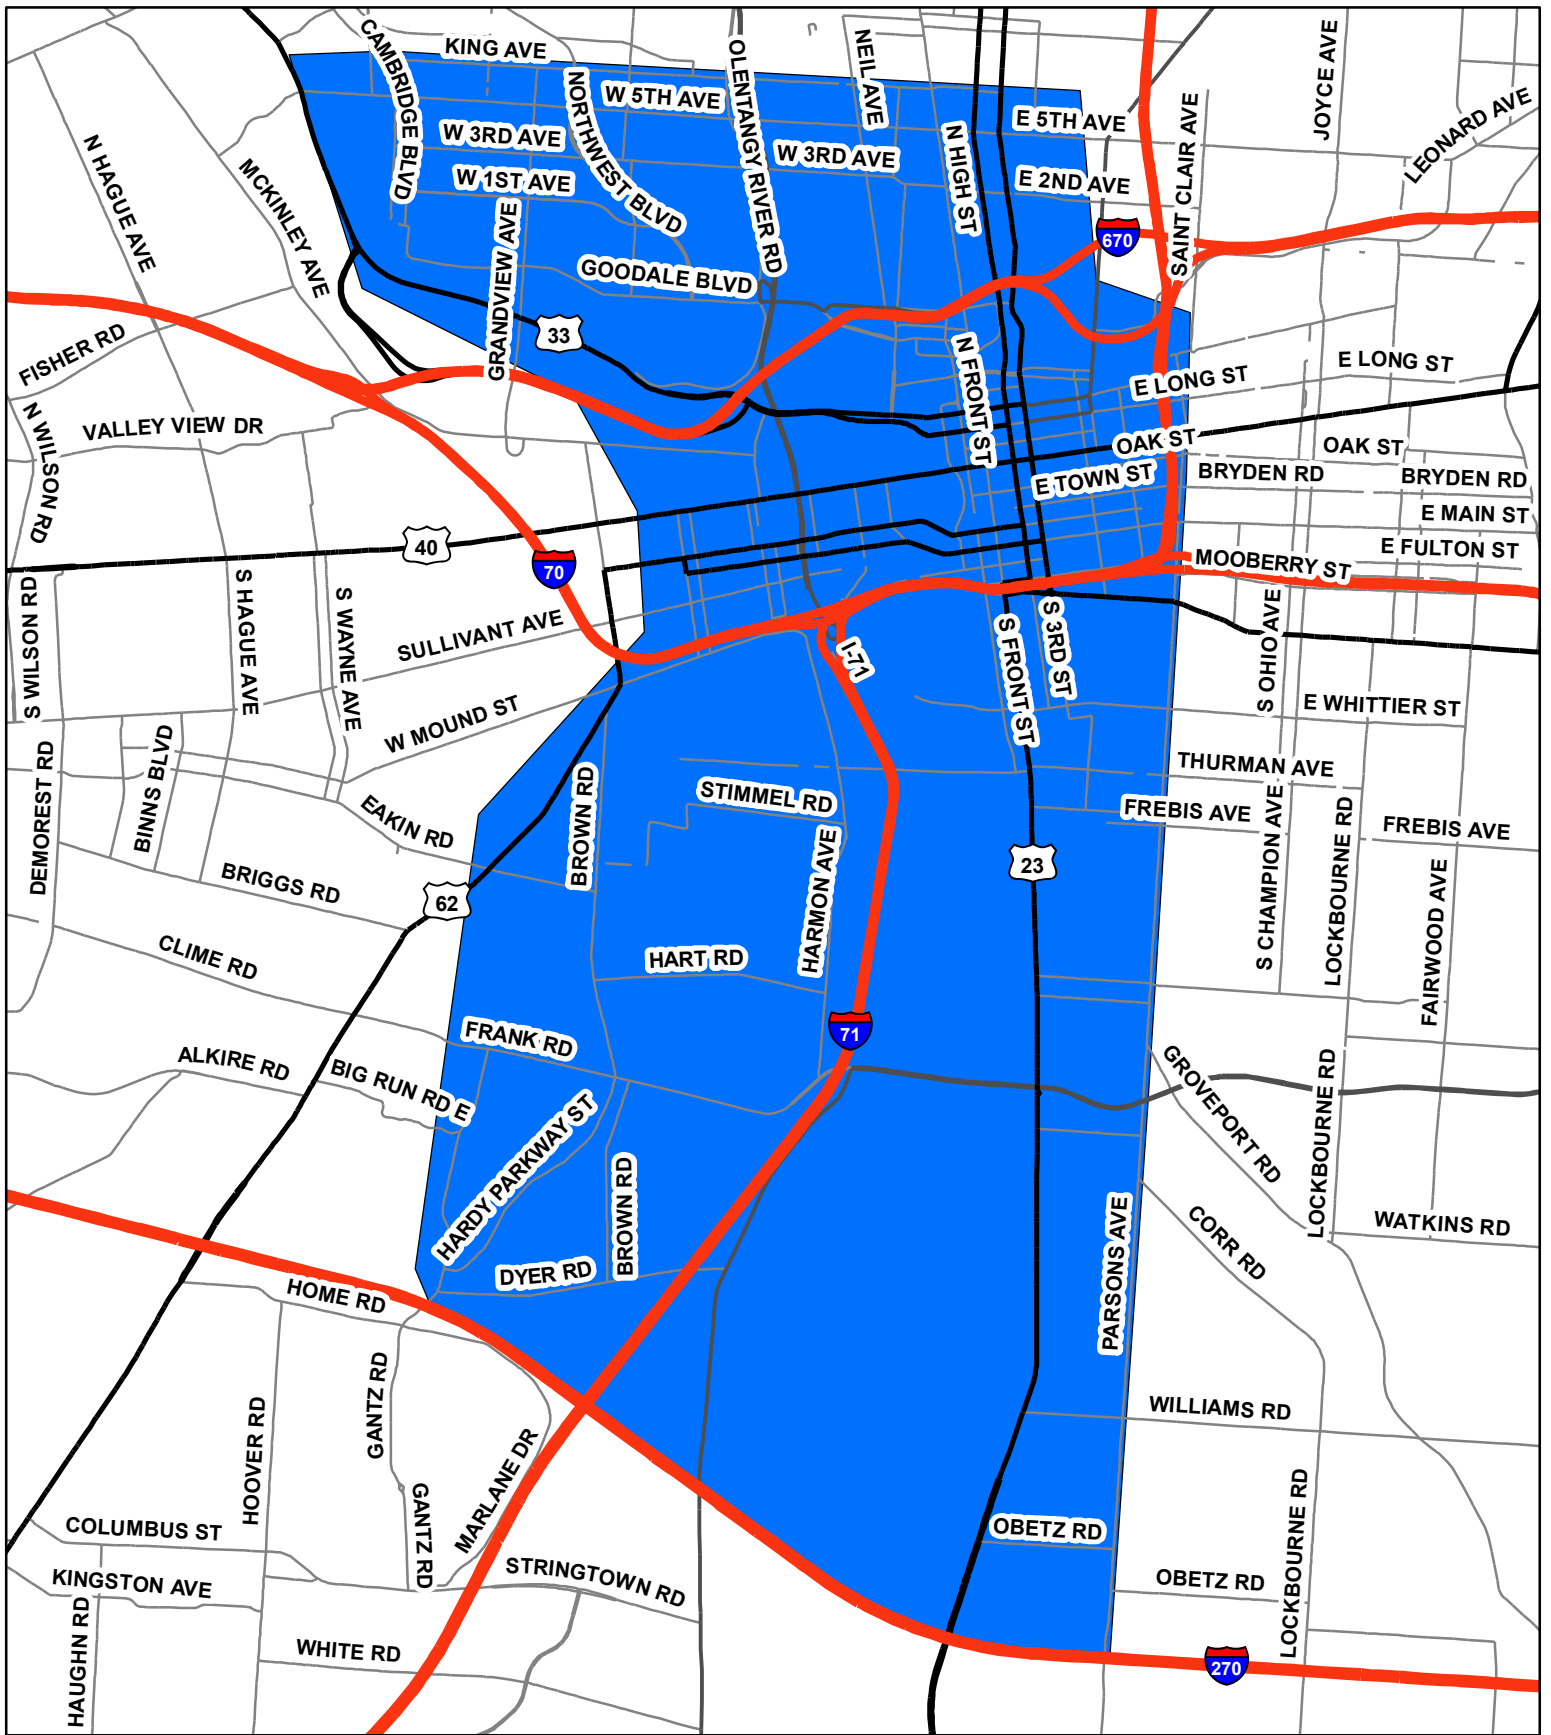 CAMBRIDGE BLVD
KING AVE
NORTHWEST BLVD
W 5TH AVE
OLENTANGY RIVER RD
NEIL AVE
N HIGH ST
E 5TH AVE
SAINT CLAIR AVE
JOYCE AVE
LEONARD AVE
N HAGUE AVE
MCKINLEY AVE
W 3RD AVE
W 3RD AVE
W 1ST AVE
E 2ND AVE
GRANDVIEW AVE
GOODALE BLVD
670
33
FISHER RD
N FRONT ST
E LONG ST
E LONG ST
N WILSON RD
VALLEY VIEW DR
OAK ST
OAK ST
E TOWN ST
BRYDEN RD
BRYDEN RD
E MAIN ST
40
E FULTON ST
70
MOOBERRY ST
S WILSON RD
S HAGUE AVE
S WAYNE AVE
SULLIVANT AVE
I-71
S FRONT ST
S 3RD ST
S OHIO AVE
W MOUND ST
E WHITTIER ST
DEMOREST RD
BINNS BLVD
THURMAN AVE
BROWN RD
STIMMEL RD
EAKIN RD
FREBIS AVE
FREBIS AVE
S CHAMPION AVE
LOCKBOURNE RD
FAIRWOOD AVE
HARMON AVE
23
BRIGGS RD
62
CLIME RD
HART RD
71
FRANK RD
ALKIRE RD
BIG RUN RD E
GROVEPORT RD
LOCKBOURNE RD
HARDY PARKWAY ST
BROWN RD
PARSONS AVE
CORR RD
WATKINS RD
DYER RD
HOME RD
GANTZ RD
HOOVER RD
WILLIAMS RD
MARLANE DR
GANTZ RD
LOCKBOURNE RD
COLUMBUS ST
OBETZ RD
KINGSTON AVE
STRINGTOWN RD
OBETZ RD
HAUGHN RD
WHITE RD
270